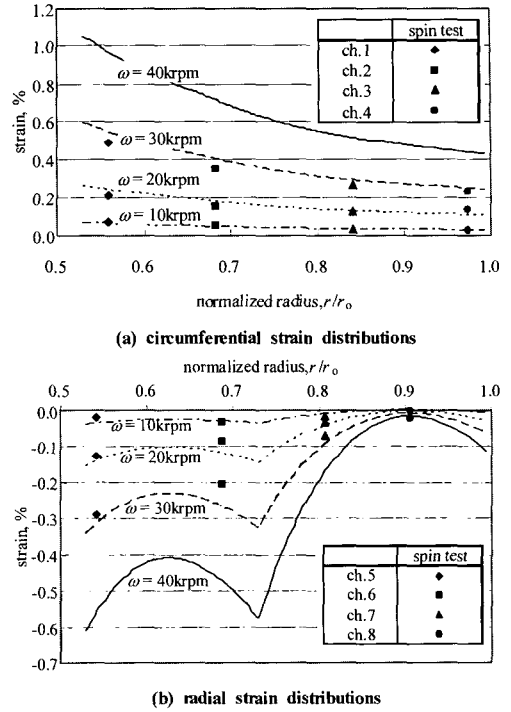 1.2
1.0
0.8
0.6
0.4
0.2
0.0
strain, %
ω = 40krpm
ω = 30krpm
ω = 20krpm
ω = 10krpm
spin test
ch.1 ◆
ch.2 ■
ch.3 ▲
ch.4 ●
0.5 0.6 0.7 0.8 0.9 1.0
normalized radius,r/ro
(a) circumferential strain distributions
normalized radius,r/ro
0.5 0.6 0.7 0.8 0.9 1.0
0.0
-0.1
-0.2
-0.3
-0.4
-0.5
-0.6
-0.7
strain, %
ω = 10krpm
ω = 20krpm
ω = 30krpm
ω = 40krpm
spin test
ch.5 ◆
ch.6 ■
ch.7 ▲
ch.8 ●
(b) radial strain distributions